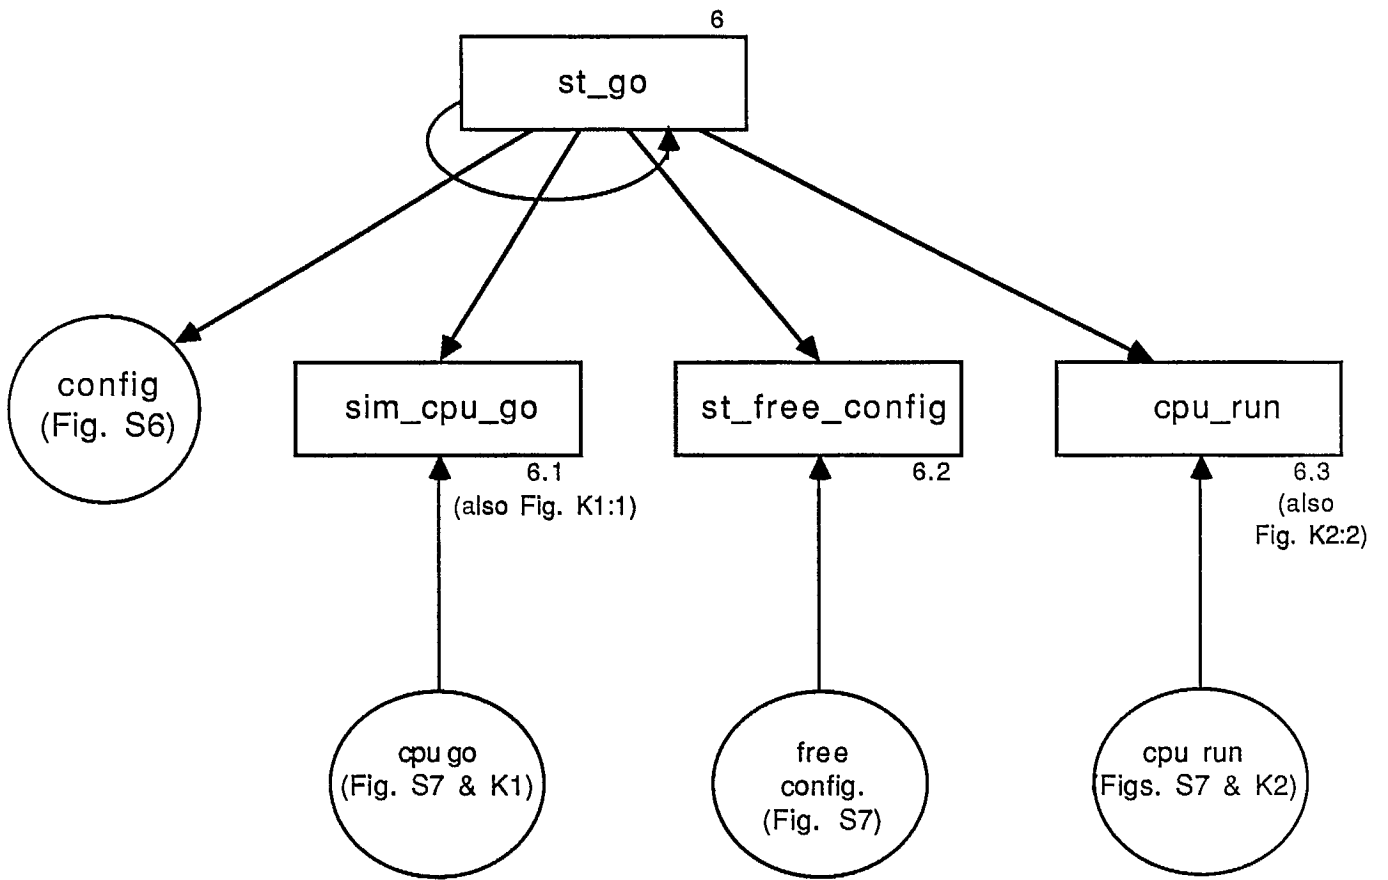 6
st_go
config
(Fig. S6)
sim_cpu_go
st_free_config
cpu_run
6.1
(also Fig. K1:1)
6.2
6.3
(also
Fig. K2:2)
cpu go
(Fig. S7 & K1)
free
config.
(Fig. S7)
cpu run
(Figs. S7 & K2)